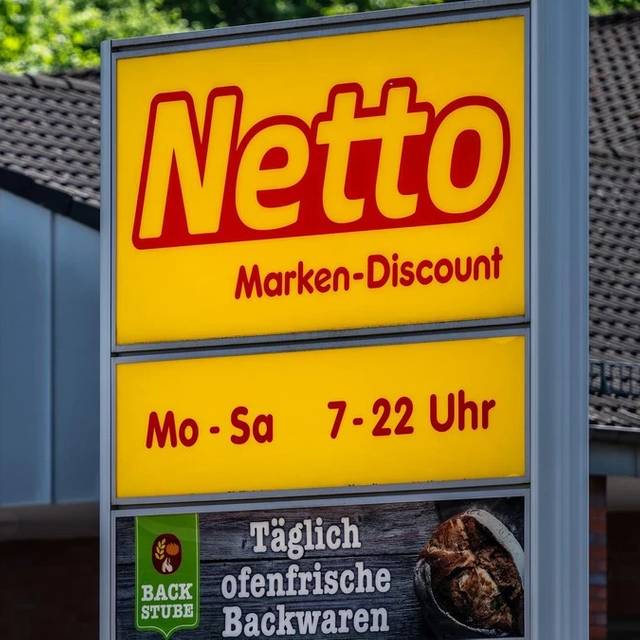 Netto
Marken-Discount
Mo - Sa 7-22 Uhr
BACK
STUBE
Täglich
ofenfrische
Backwaren